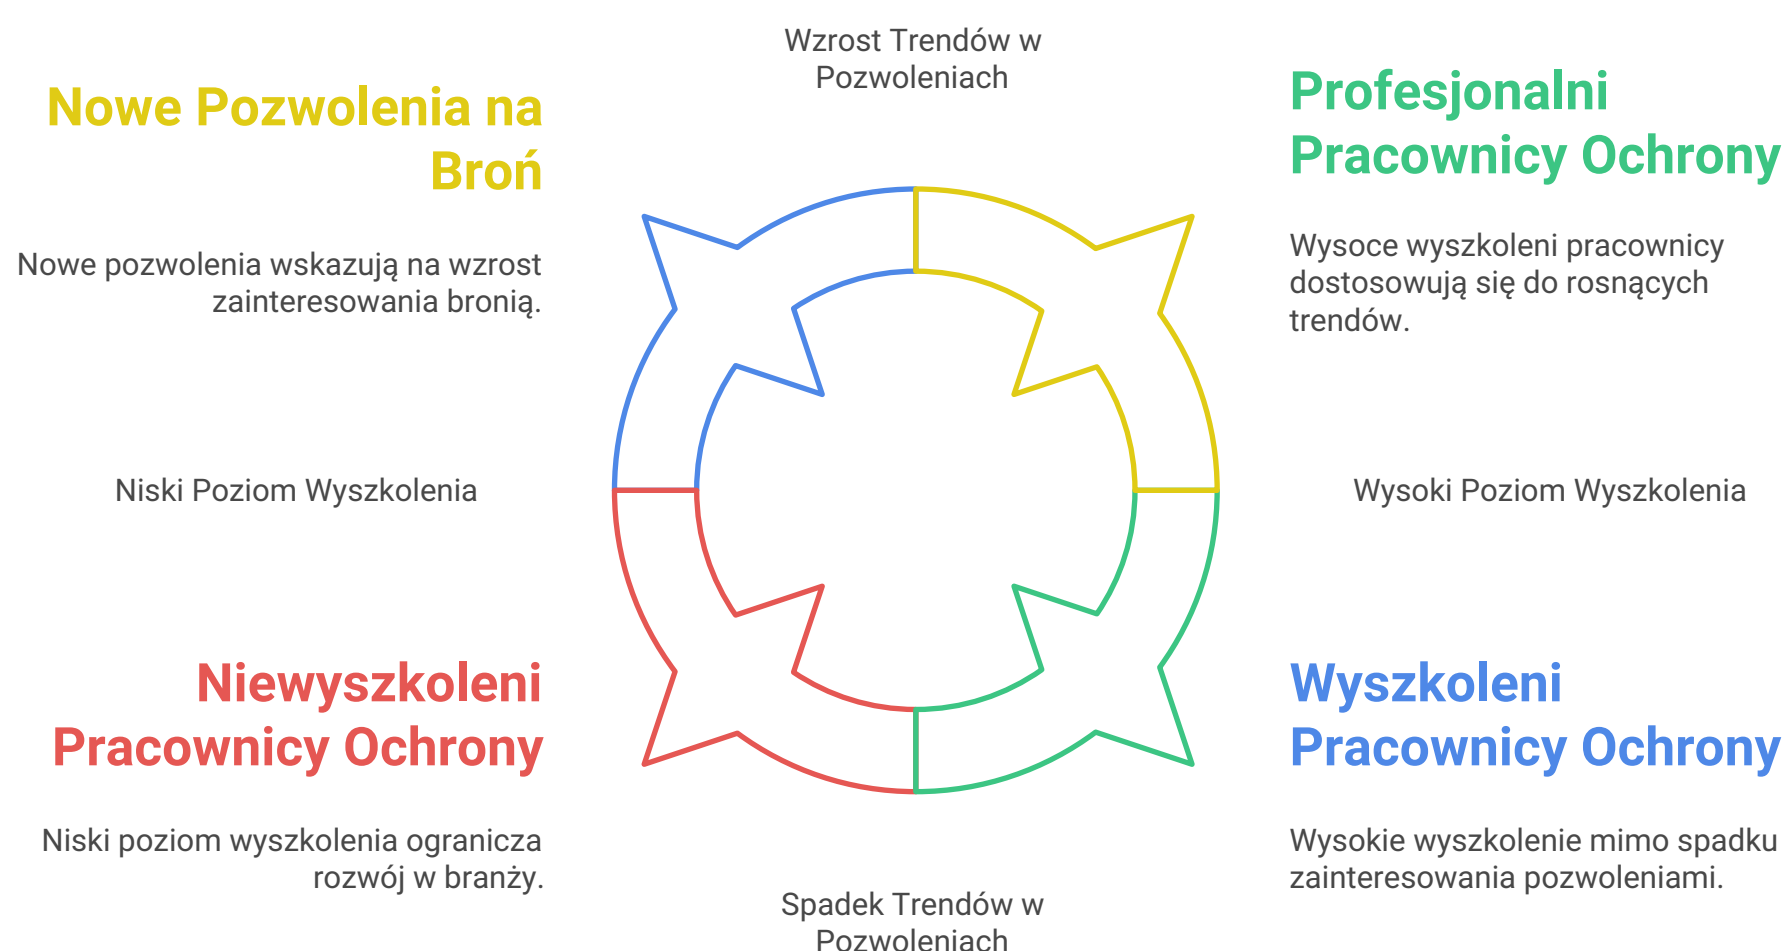 Wzrost Trendów w
Pozwoleniach
Nowe Pozwolenia na
Broń
Nowe pozwolenia wskazują na wzrost
zainteresowania bronią.
Profesjonalni
Pracownicy Ochrony
Wysoce wyszkoleni pracownicy
dostosowują się do rosnących
trendów.
Niski Poziom Wyszkolenia
Wysoki Poziom Wyszkolenia
Niewyszkoleni
Pracownicy Ochrony
Niski poziom wyszkolenia ogranicza
rozwój w branży.
Wyszkoleni
Pracownicy Ochrony
Wysokie wyszkolenie mimo spadku
zainteresowania pozwoleniami.
Spadek Trendów w
Pozwoleniach